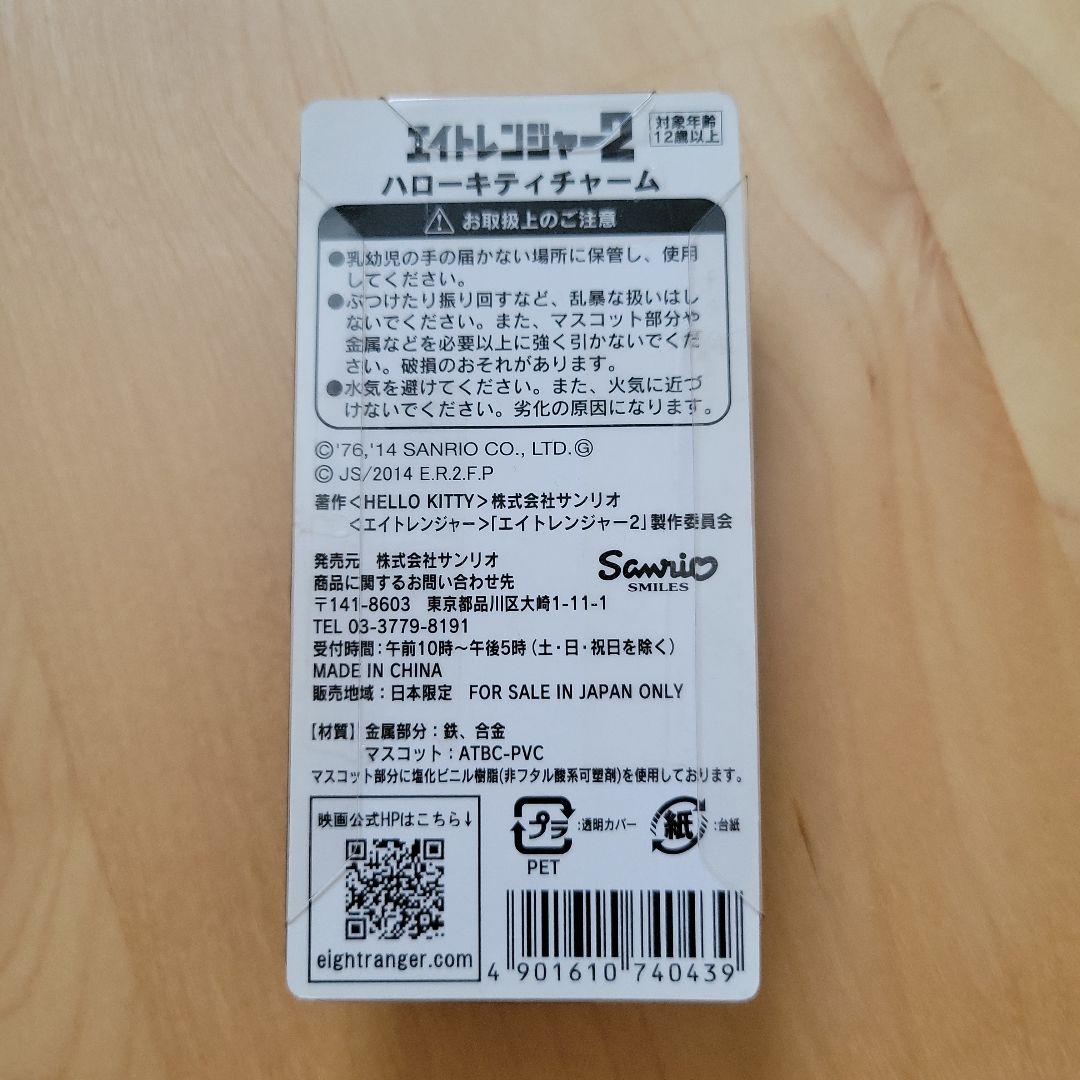 エイトレンジャー2
対象年齢
12歳以上
ハローキティチャーム
お取扱上のご注意
●乳幼児の手の届かない場所に保管し、使用
してください。
●ぶつけたり振り回すなど、乱暴な扱いはし
ないでください。また、マスコット部分や
金属などを必要以上に強く引かないでくだ
さい。破損のおそれがあります。
●水気を避けてください。また、火気に近づ
けないでください。劣化の原因になります。
©'76,'14 SANRIO CO., LTD.Ⓖ
© JS/2014 E.R.2.F.P
著作<HELLO KITTY>株式会社サンリオ
<エイトレンジャー>「エイトレンジャー2」製作委員会
発売元 株式会社サンリオ
Sanrio
SMILES
商品に関するお問い合わせ先
〒141-8603 東京都品川区大崎1-11-1
TEL 03-3779-8191
受付時間:午前10時〜午後5時(土・日・祝日を除く)
MADE IN CHINA
販売地域:日本限定 FOR SALE IN JAPAN ONLY
【材質】金属部分:鉄、合金
マスコット:ATBC-PVC
マスコット部分に塩化ビニル樹脂(非フタル酸系可塑剤)を使用しております。
映画公式HPはこちら↓
eightranger.com
プラ :透明カバー
PET
紙 :台紙
4 901610 740439